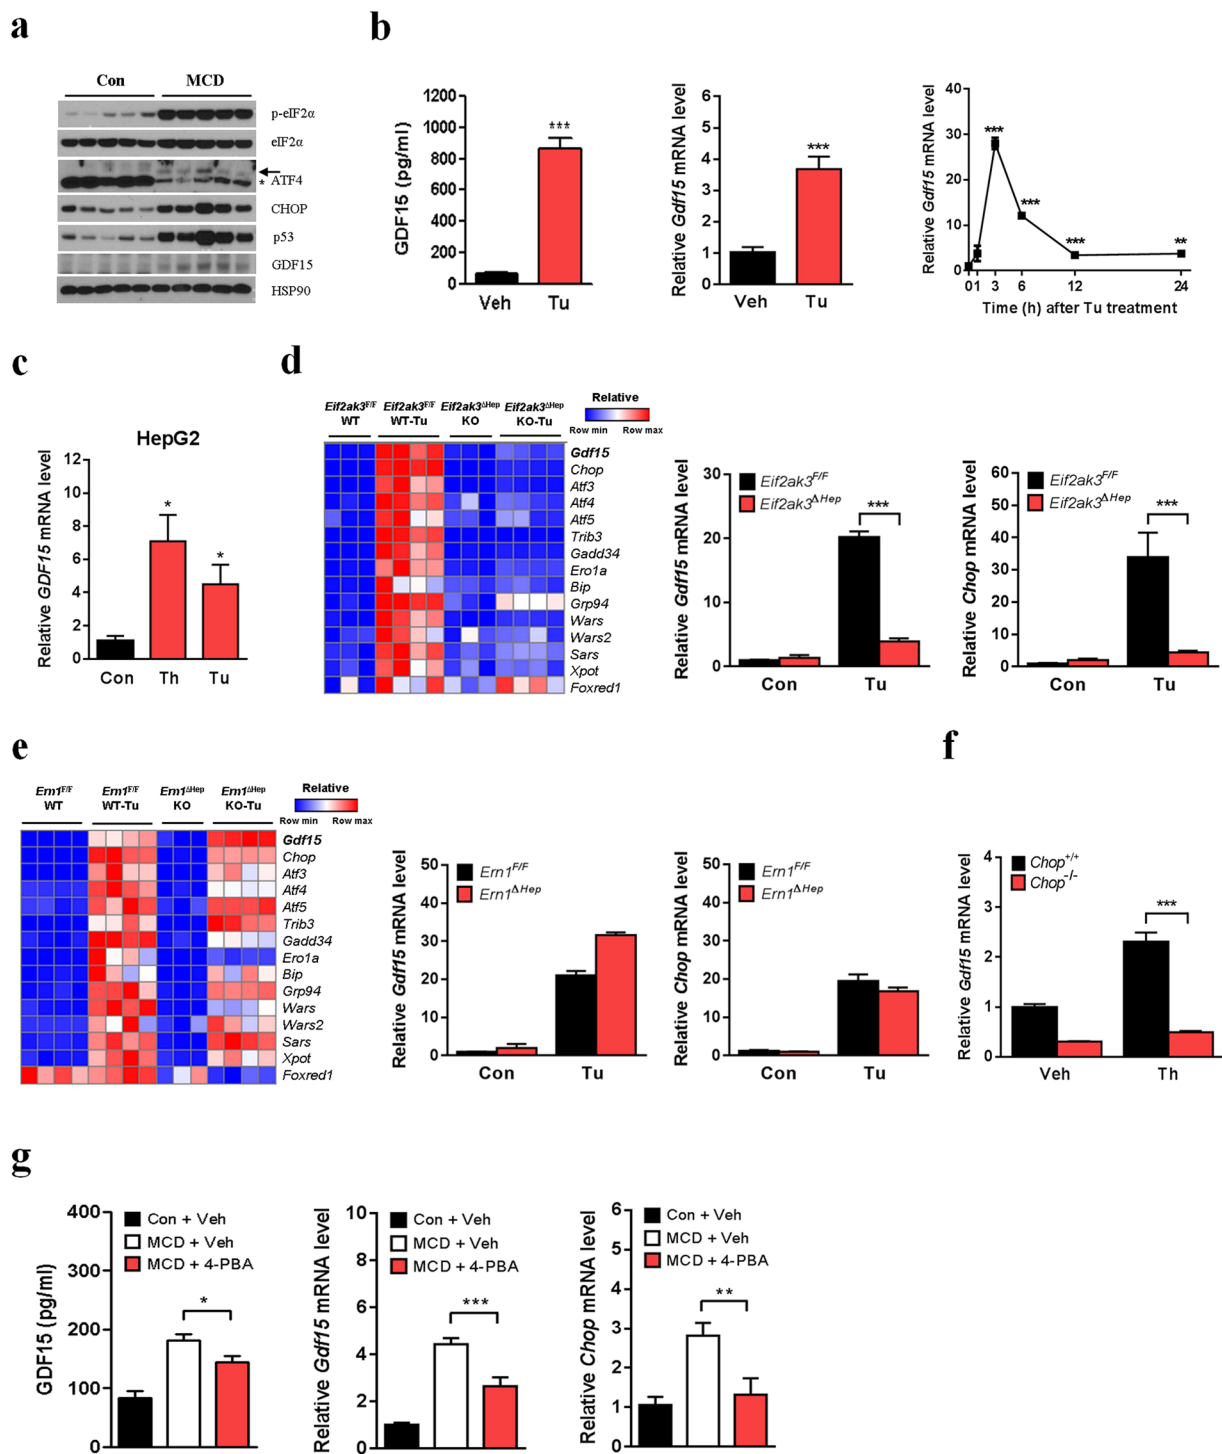 a
Con MCD
p-eIF2α
eIF2α
* ATF4
CHOP
p53
GDF15
HSP90
b
GDF15 (pg/ml)
1200
1000
800
600
400
200
0
Veh Tu
***
Relative Gdf15 mRNA level
6
5
4
3
2
1
0
Veh Tu
***
Relative Gdf15 mRNA level
40
30
20
10
0
*** *** *** **
0 1 3 6 12 24
Time (h) after Tu treatment
c
HepG2
Relative GDF15 mRNA level
12
10
8
6
4
2
0
* *
Con Th Tu
d
Eif2ak3F/F Eif2ak3F/F Eif2ak3ΔHep Eif2ak3ΔHep
WT WT-Tu KO KO-Tu
Relative
Row min Row max
Gdf15
Chop
Atf3
Atf4
Atf5
Trib3
Gadd34
Ero1a
Bip
Grp94
Wars
Wars2
Sars
Xpot
Foxred1
Relative Gdf15 mRNA level
30
20
10
0
Eif2ak3F/F
Eif2ak3ΔHep
***
Con Tu
Relative Chop mRNA level
60
50
40
30
20
10
0
Eif2ak3F/F
Eif2ak3ΔHep
***
Con Tu
e
Ern1F/F Ern1F/F Ern1ΔHep Ern1ΔHep
WT WT-Tu KO KO-Tu
Relative
Row min Row max
Gdf15
Chop
Atf3
Atf4
Atf5
Trib3
Gadd34
Ero1a
Bip
Grp94
Wars
Wars2
Sars
Xpot
Foxred1
Relative Gdf15 mRNA level
50
40
30
20
10
0
Ern1F/F
Ern1ΔHep
Con Tu
Relative Chop mRNA level
50
40
30
20
10
0
Ern1F/F
Ern1ΔHep
Con Tu
f
Relative Gdf15 mRNA level
4
3
2
1
0
Chop+/+
Chop-/-
***
Veh Th
g
GDF15 (pg/ml)
400
300
200
100
0
Con + Veh
MCD + Veh
MCD + 4-PBA
*
Relative Gdf15 mRNA level
10
8
6
4
2
0
Con + Veh
MCD + Veh
MCD + 4-PBA
***
Relative Chop mRNA level
6
5
4
3
2
1
0
Con + Veh
MCD + Veh
MCD + 4-PBA
**